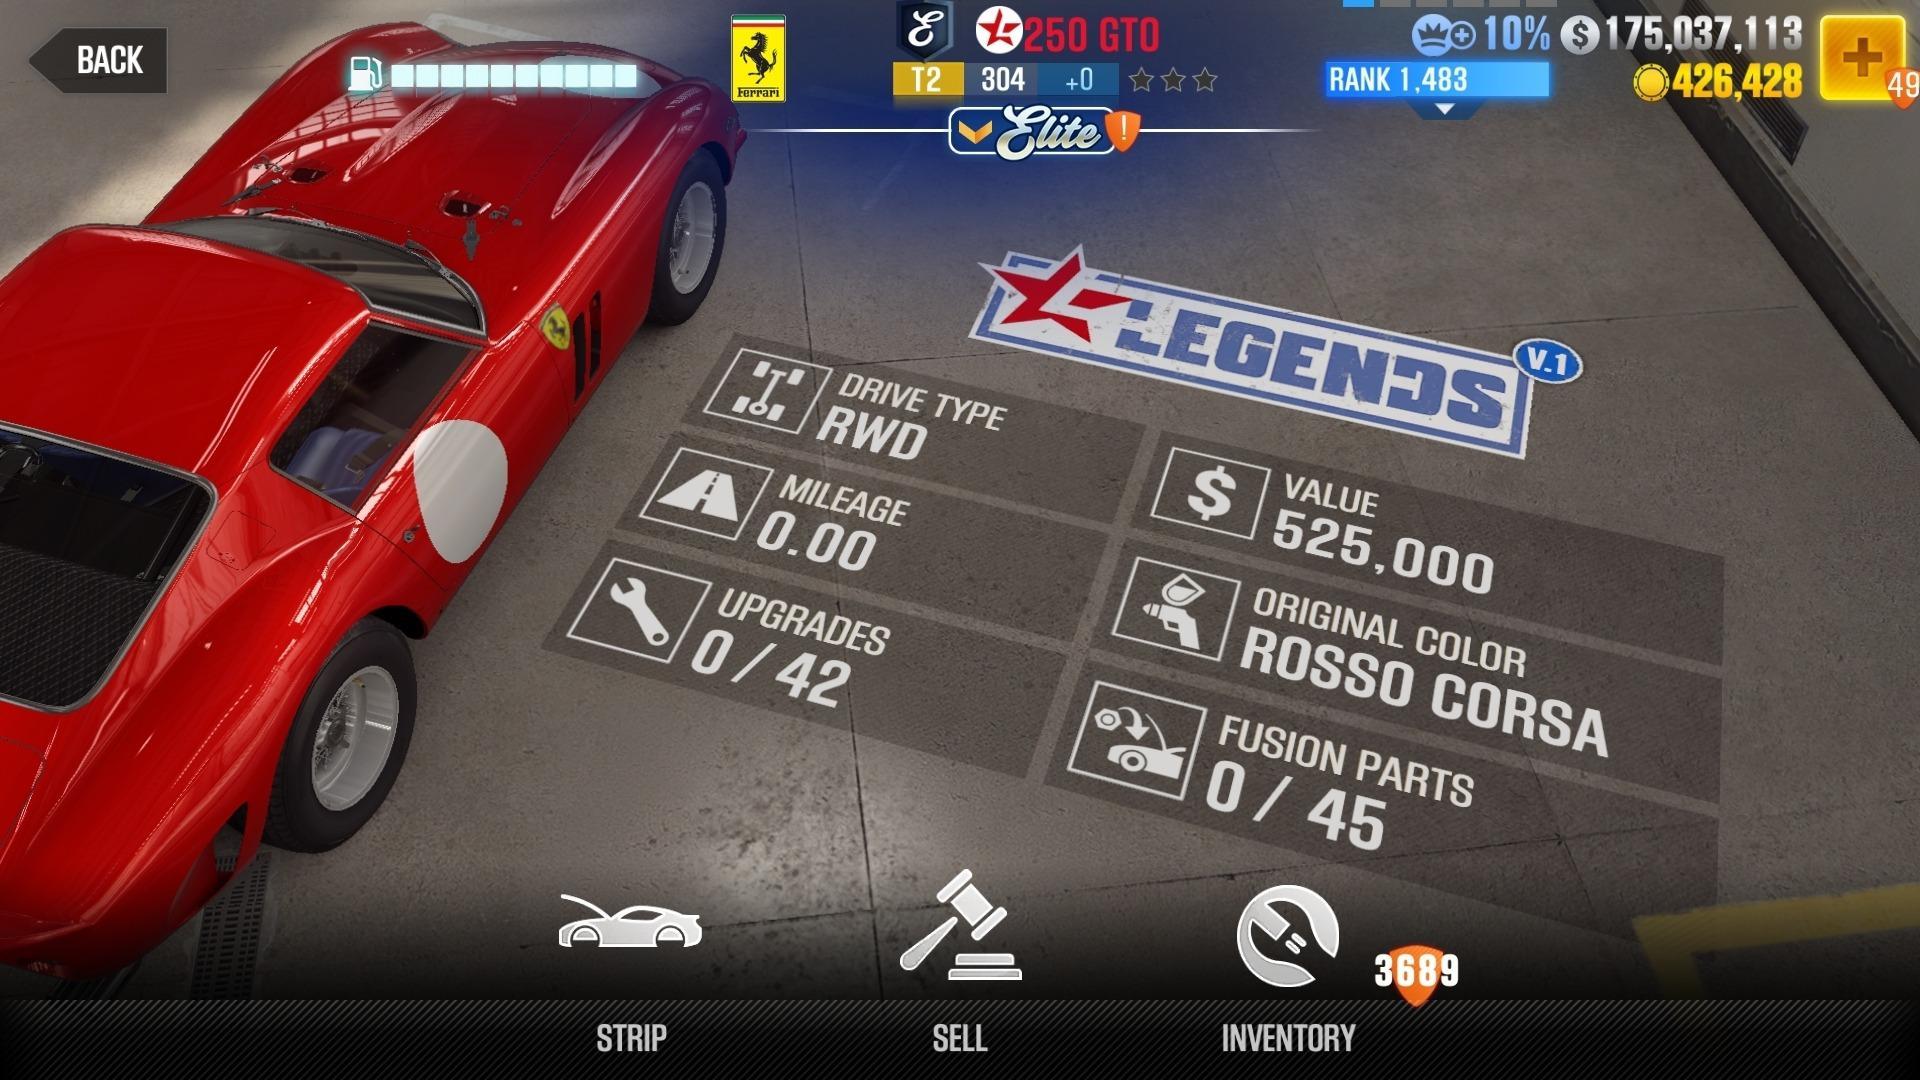 BACK
Ferrari
E
250 GTO
T2 304 +0
Elite !
10%
175,037,113
RANK 1,483
426,428
49
LEGENDS V.1
DRIVE TYPE
RWD
MILEAGE
0.00
UPGRADES
0 / 42
VALUE
525,000
ORIGINAL COLOR
ROSSO CORSA
FUSION PARTS
0 / 45
3689
STRIP
SELL
INVENTORY